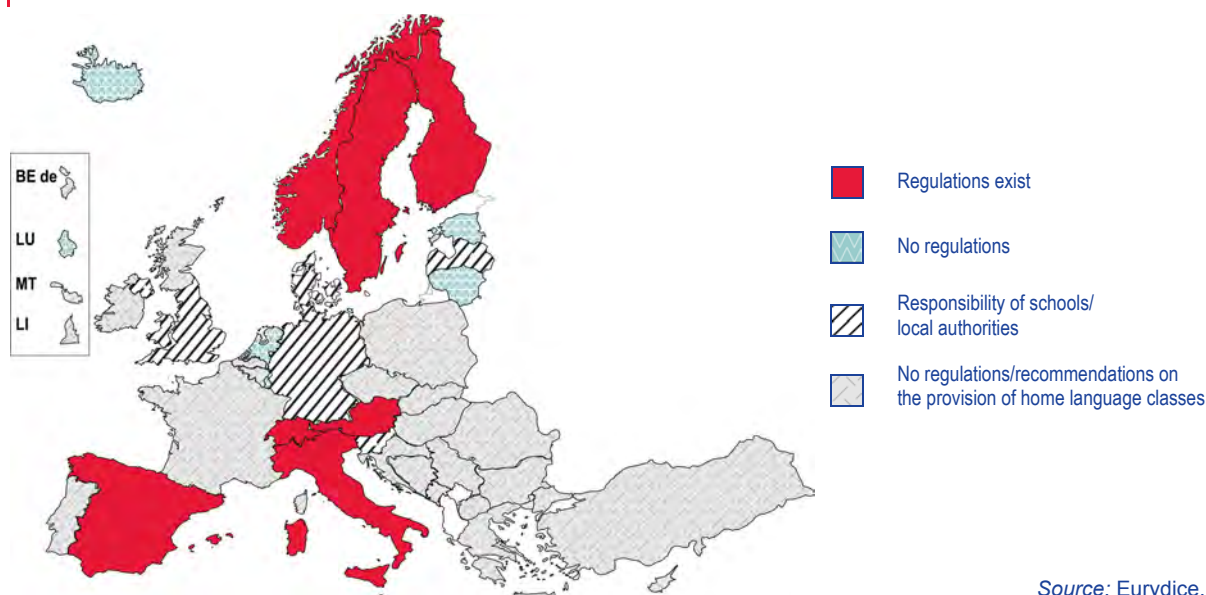 BE de
LU
MT
LI
Regulations exist
No regulations
Responsibility of schools/
local authorities
No regulations/recommendations on
the provision of home language classes
Source: Eurydice.